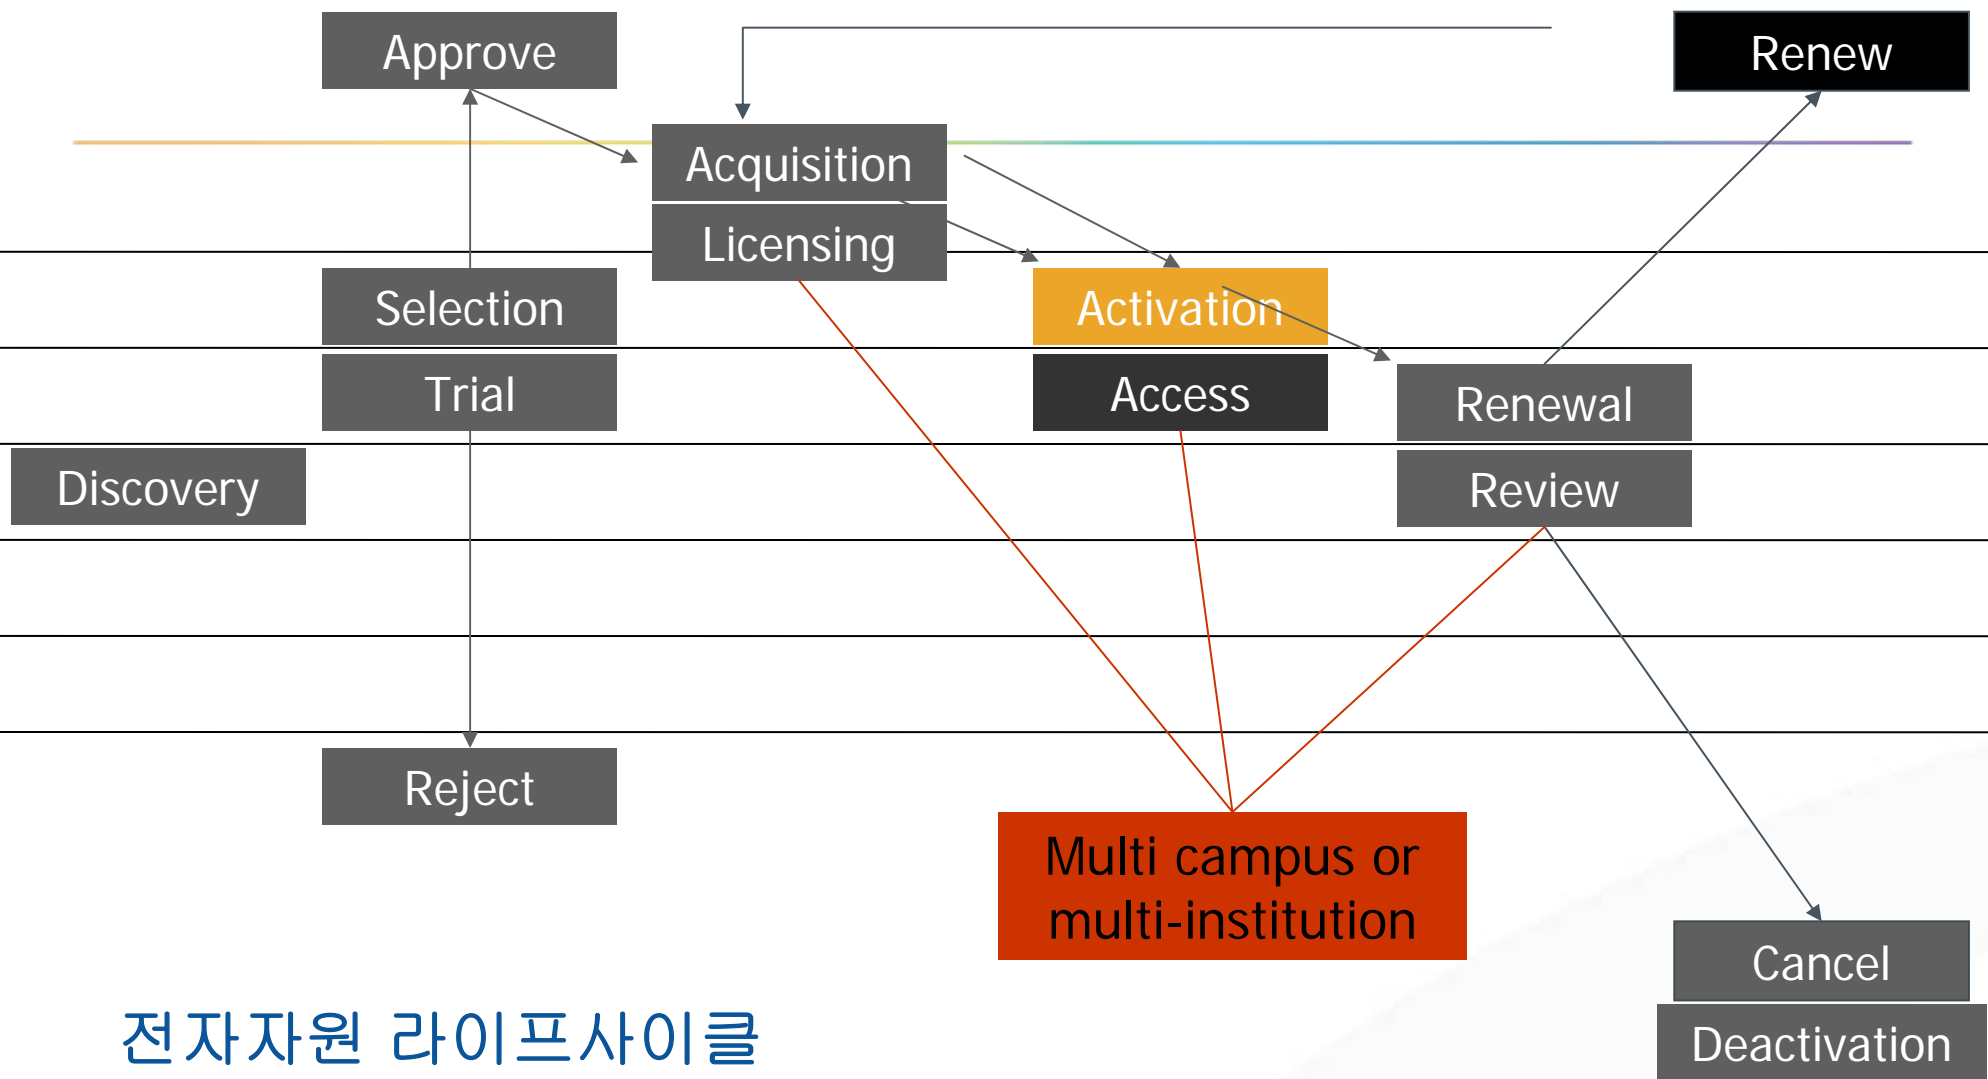 Approve
Renew
Acquisition
Licensing
Selection
Activation
Trial
Access
Renewal
Discovery
Review
Reject
Multi campus or
multi-institution
Cancel
Deactivation
전자자원 라이프사이클